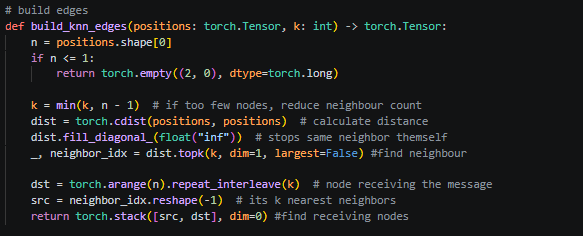 # build edges
def build_knn_edges(positions: torch.Tensor, k: int) -> torch.Tensor:
    n = positions.shape[0]
    if n <= 1:
        return torch.empty((2, 0), dtype=torch.long)

    k = min(k, n - 1)  # if too few nodes, reduce neighbour count
    dist = torch.cdist(positions, positions)  # calculate distance
    dist.fill_diagonal_(float("inf"))  # stops same neighbor themself
    _, neighbor_idx = dist.topk(k, dim=1, largest=False) #find neighbour

    dst = torch.arange(n).repeat_interleave(k)  # node receiving the message
    src = neighbor_idx.reshape(-1)  # its k nearest neighbors
    return torch.stack([src, dst], dim=0) #find receiving nodes